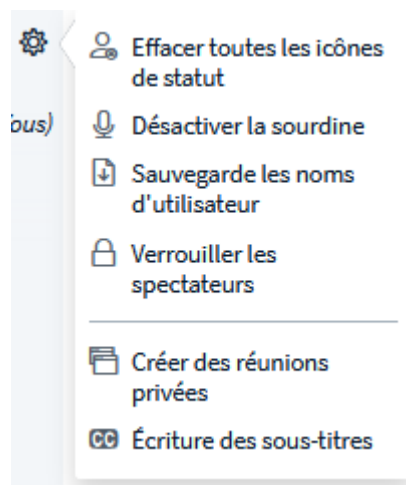 Effacer toutes les icônes
de statut
ous)
Désactiver la sourdine
Sauvegarde les noms
d'utilisateur
Verrouiller les
spectateurs
Créer des réunions
privées
CC Écriture des sous-titres